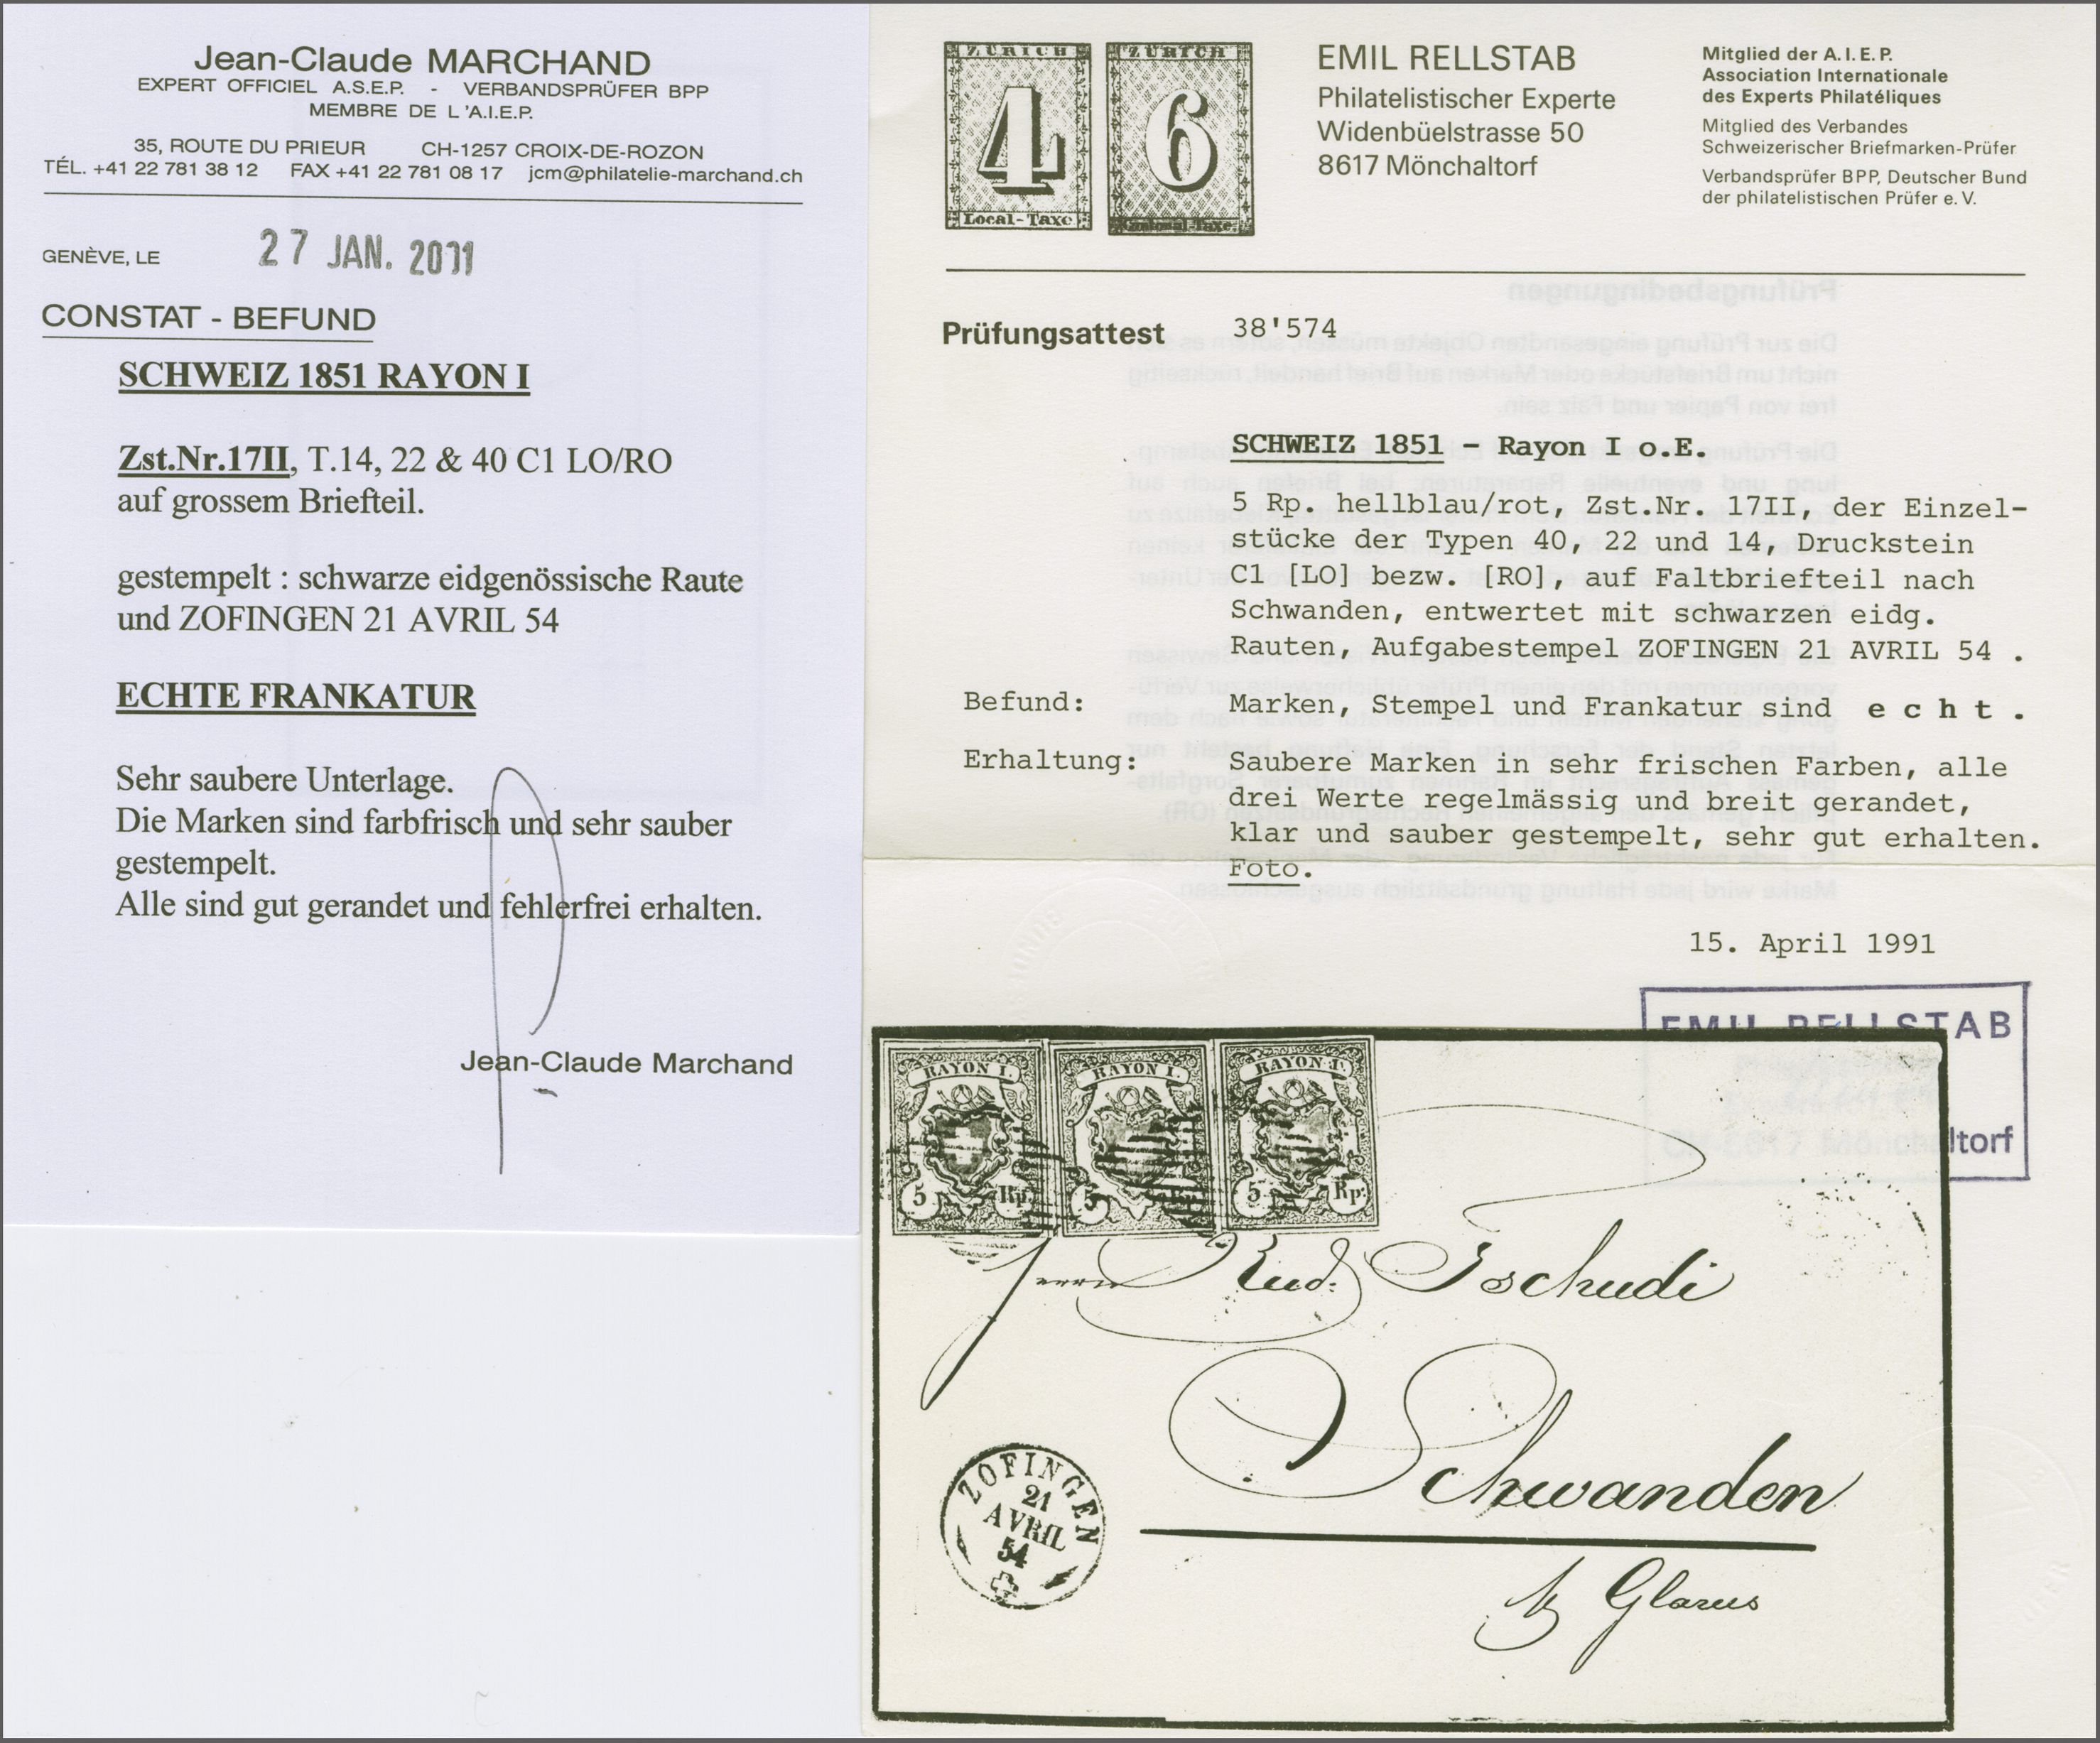 Jean-Claude MARCHAND
EXPERT OFFICIEL A.S.E.P. - VERBANDSPRÜFER BPP
MEMBRE DE L 'A.I.E.P.
35, ROUTE DU PRIEUR CH-1257 CROIX-DE-ROZON
TÉL. +41 22 781 38 12 FAX +41 22 781 08 17 jcm@philatelie-marchand.ch
GENÈVE, LE 27 JAN. 2011
CONSTAT - BEFUND
SCHWEIZ 1851 RAYON I
Zst.Nr.17II, T.14, 22 & 40 C1 LO/RO
auf grossem Briefteil.
gestempelt : schwarze eidgenössische Raute
und ZOFINGEN 21 AVRIL 54
ECHTE FRANKATUR
Sehr saubere Unterlage.
Die Marken sind farbfrisch und sehr sauber
gestempelt.
Alle sind gut gerandet und fehlerfrei erhalten.
Jean-Claude Marchand
ZÜRICH ZÜRICH
4 6
Local-Taxe Cantonal-Taxe
EMIL RELLSTAB
Philatelistischer Experte
Widenbüelstrasse 50
8617 Mönchaltorf
Mitglied der A.I.E.P.
Association Internationale
des Experts Philatéliques
Mitglied des Verbandes
Schweizerischer Briefmarken-Prüfer
Verbandsprüfer BPP, Deutscher Bund
der philatelistischen Prüfer e. V.
Prüfungsattest 38'574
SCHWEIZ 1851 - Rayon I o.E.
5 Rp. hellblau/rot, Zst.Nr. 17II, der Einzel-
stücke der Typen 40, 22 und 14, Druckstein
C1 [LO] bezw. [RO], auf Faltbriefteil nach
Schwanden, entwertet mit schwarzen eidg.
Rauten, Aufgabestempel ZOFINGEN 21 AVRIL 54 .
Befund: Marken, Stempel und Frankatur sind e c h t .
Erhaltung: Saubere Marken in sehr frischen Farben, alle
drei Werte regelmässig und breit gerandet,
klar und sauber gestempelt, sehr gut erhalten.
Foto.
15. April 1991
EMIL RELLSTAB
CH-8617 Mönchaltorf
RAYON I. RAYON I. RAYON I.
5 Rp. 5 Rp. 5 Rp.
Herrn Rud: Tschudi
Schwanden
b/ Glarus
ZOFINGEN
21
AVRIL
54